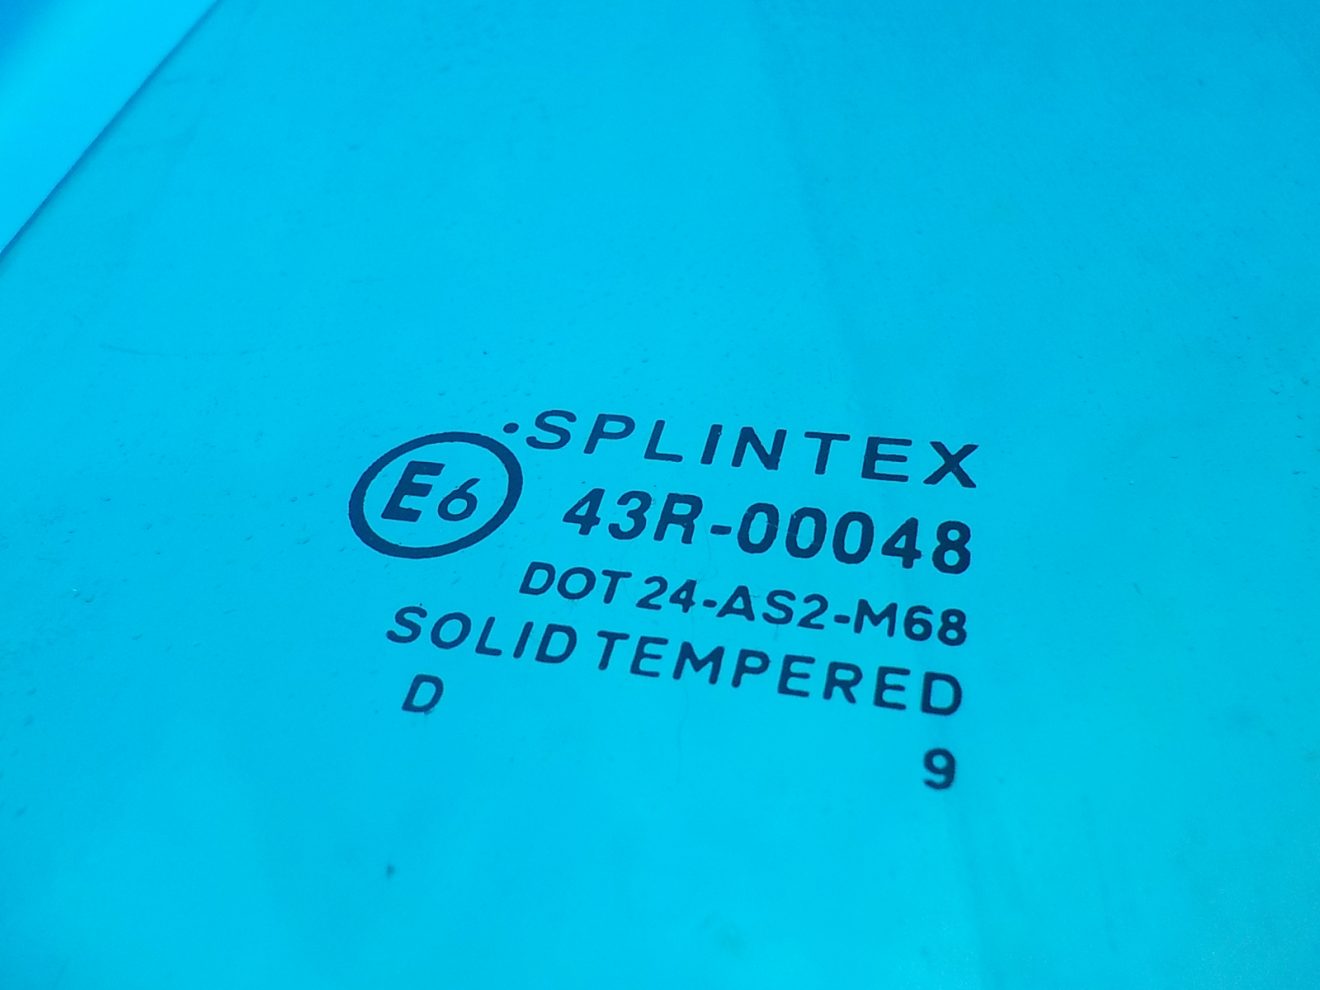 .SPLINTEX
E6 43R-00048
DOT 24-AS2-M68
SOLID TEMPERED
D
9